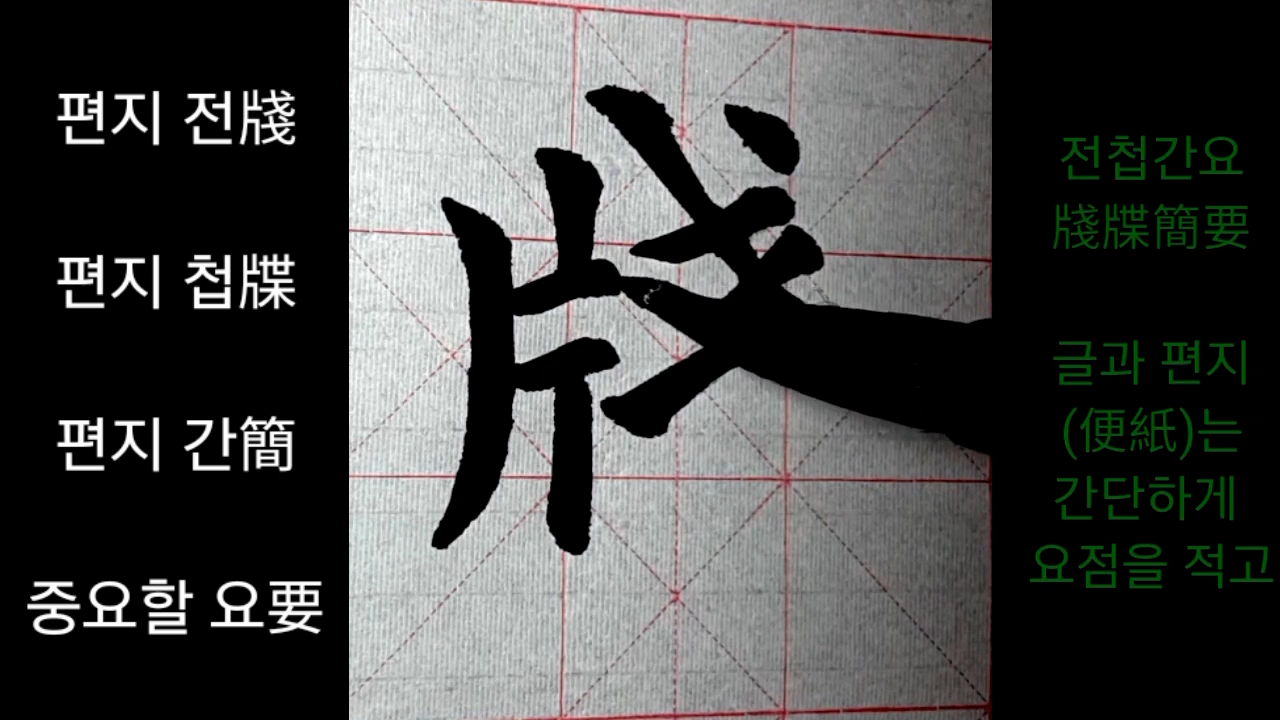 편지 전牋
편지 첩牒
편지 간簡
중요할 요要
전첩간요
牋牒簡要
글과 편지
(便紙)는
간단하게
요점을 적고